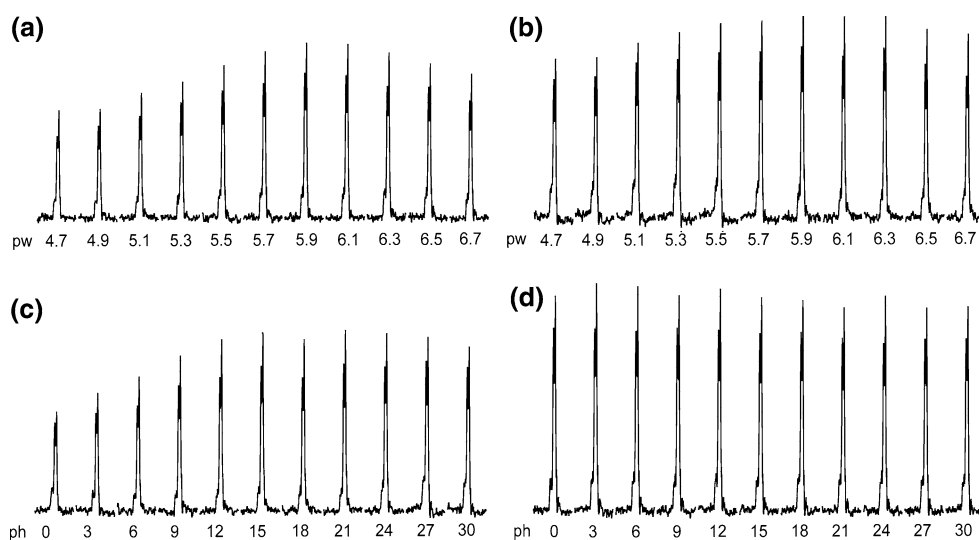 (a)
pw 4.7 4.9 5.1 5.3 5.5 5.7 5.9 6.1 6.3 6.5 6.7
(b)
pw 4.7 4.9 5.1 5.3 5.5 5.7 5.9 6.1 6.3 6.5 6.7
(c)
ph 0 3 6 9 12 15 18 21 24 27 30
(d)
ph 0 3 6 9 12 15 18 21 24 27 30